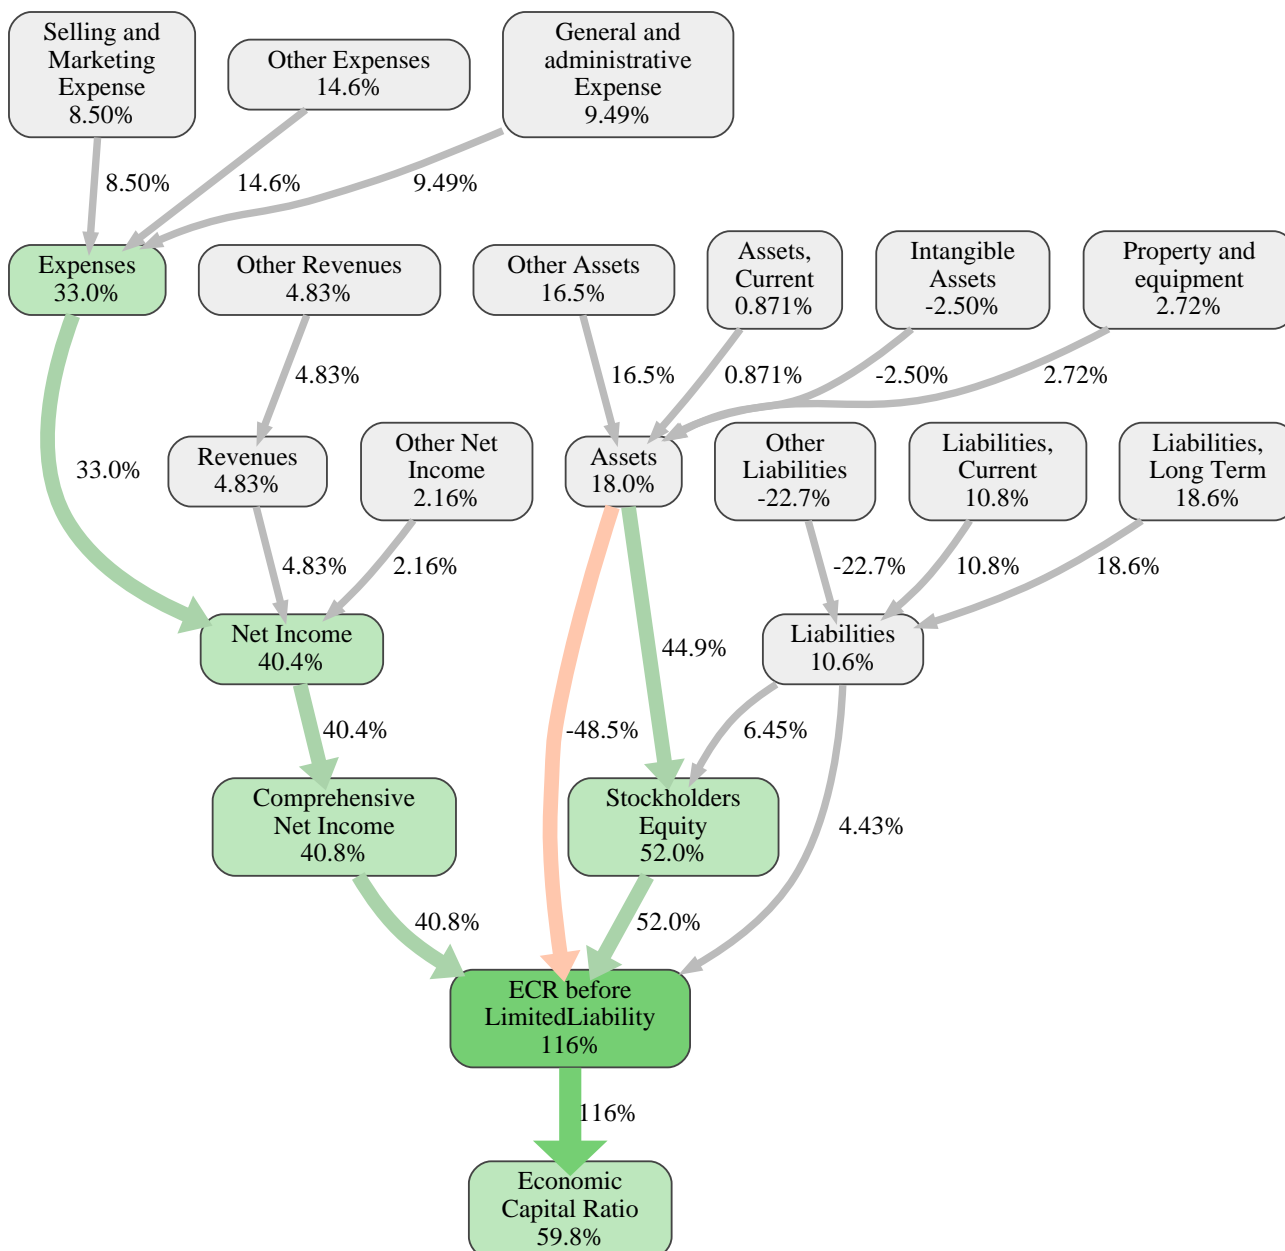 Selling and
Marketing
Expense
8.50%
Other Expenses
14.6%
General and
administrative
Expense
9.49%
8.50%
14.6%
9.49%
Expenses
33.0%
Other Revenues
4.83%
Other Assets
16.5%
Assets,
Current
0.871%
Intangible
Assets
-2.50%
Property and
equipment
2.72%
4.83%
16.5%
0.871%
-2.50%
2.72%
33.0%
Revenues
4.83%
Other Net
Income
2.16%
Assets
18.0%
Other
Liabilities
-22.7%
Liabilities,
Current
10.8%
Liabilities,
Long Term
18.6%
4.83%
2.16%
-22.7%
10.8%
18.6%
Net Income
40.4%
44.9%
Liabilities
10.6%
40.4%
-48.5%
6.45%
Comprehensive
Net Income
40.8%
Stockholders
Equity
52.0%
4.43%
40.8%
52.0%
ECR before
LimitedLiability
116%
116%
Economic
Capital Ratio
59.8%